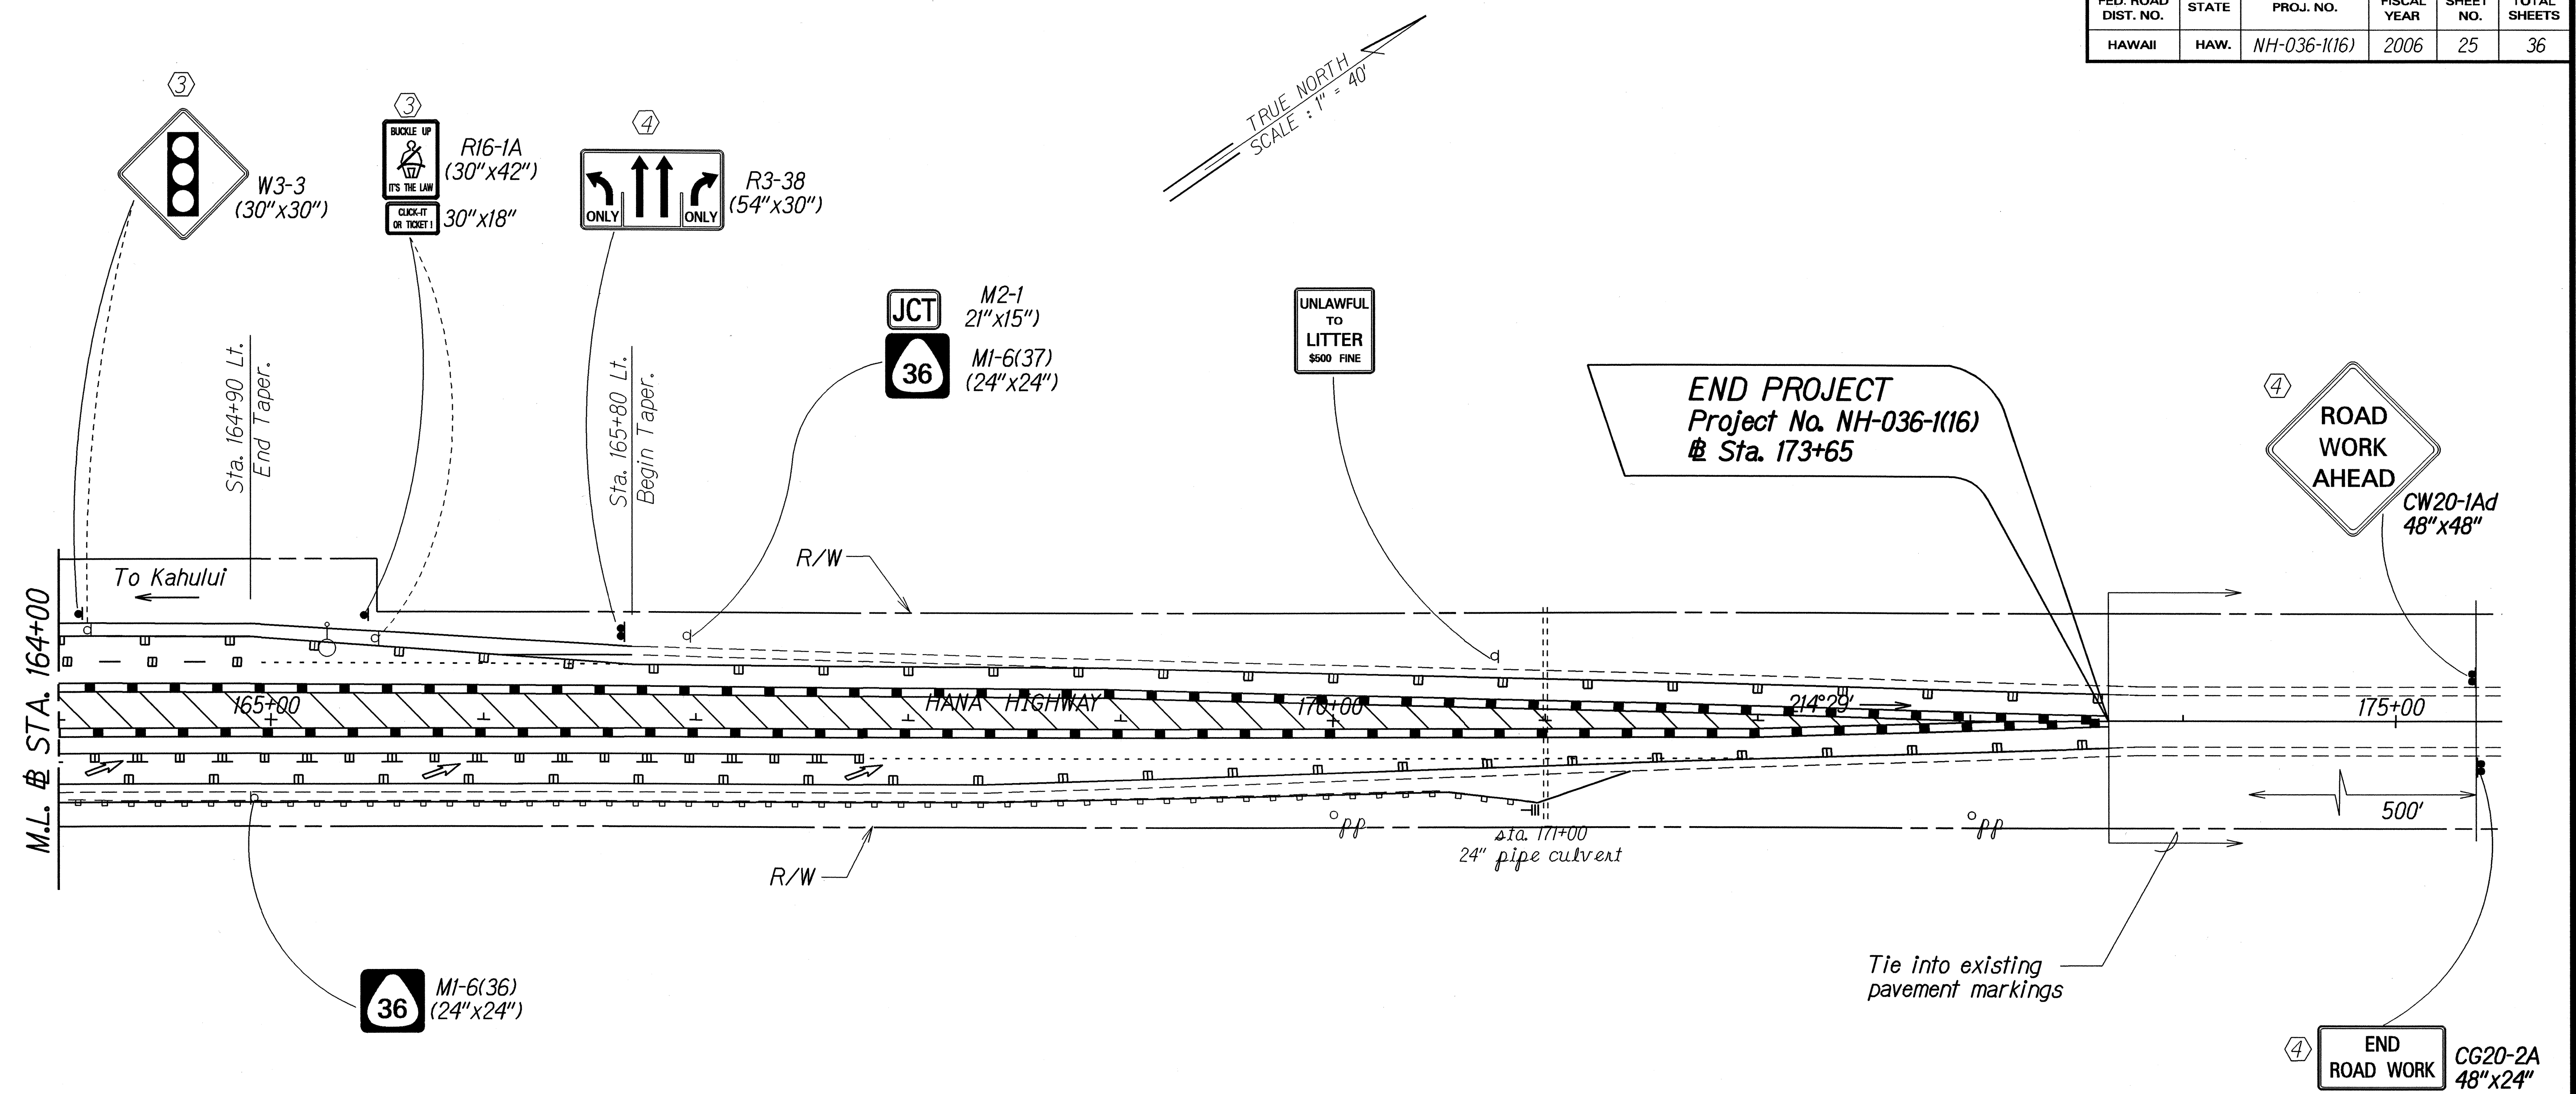 FED. ROAD DIST. NO.
STATE
PROJ. NO.
FISCAL YEAR
SHEET NO.
TOTAL SHEETS
HAWAII
HAW.
NH-036-1(16)
2006
25
36
TRUE NORTH
SCALE : 1" = 40'
3
W3-3
(30"x30")
3
BUCKLE UP
IT'S THE LAW
R16-1A
(30"x42")
CLICK-IT
OR TICKET !
30"x18"
4
ONLY
ONLY
R3-38
(54"x30")
JCT
M2-1
21"x15")
36
M1-6(37)
(24"x24")
UNLAWFUL
TO
LITTER
$500 FINE
END PROJECT
Project No. NH-036-1(16)
℄ Sta. 173+65
4
ROAD
WORK
AHEAD
CW20-1Ad
48"x48"
Sta. 164+90 Lt.
End Taper.
Sta. 165+80 Lt.
Begin Taper.
R/W
To Kahului
M.L. ℄ STA. 164+00
165+00
HANA HIGHWAY
170+00
214°29'
175+00
500'
pp
pp
sta. 171+00
24" pipe culvert
R/W
Tie into existing
pavement markings
36
M1-6(36)
(24"x24")
4
END
ROAD WORK
CG20-2A
48"x24"